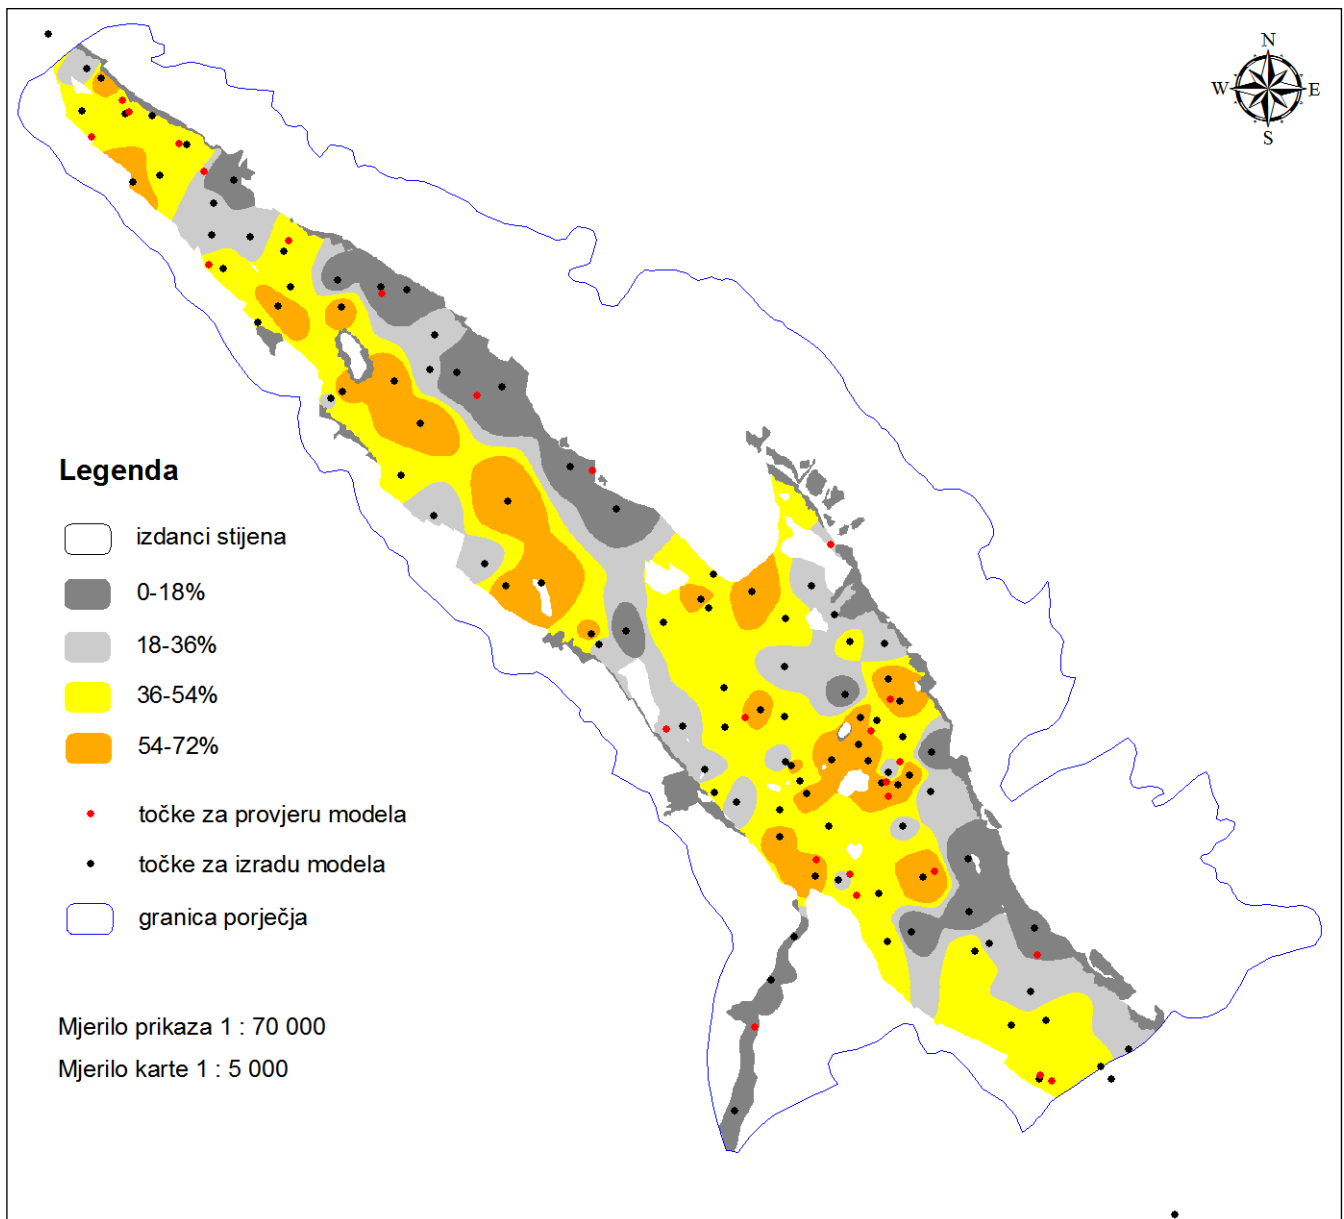 N
W E
S
Legenda
izdanci stijena
0-18%
18-36%
36-54%
54-72%
točke za provjeru modela
točke za izradu modela
granica porječja
Mjerilo prikaza 1 : 70 000
Mjerilo karte 1 : 5 000